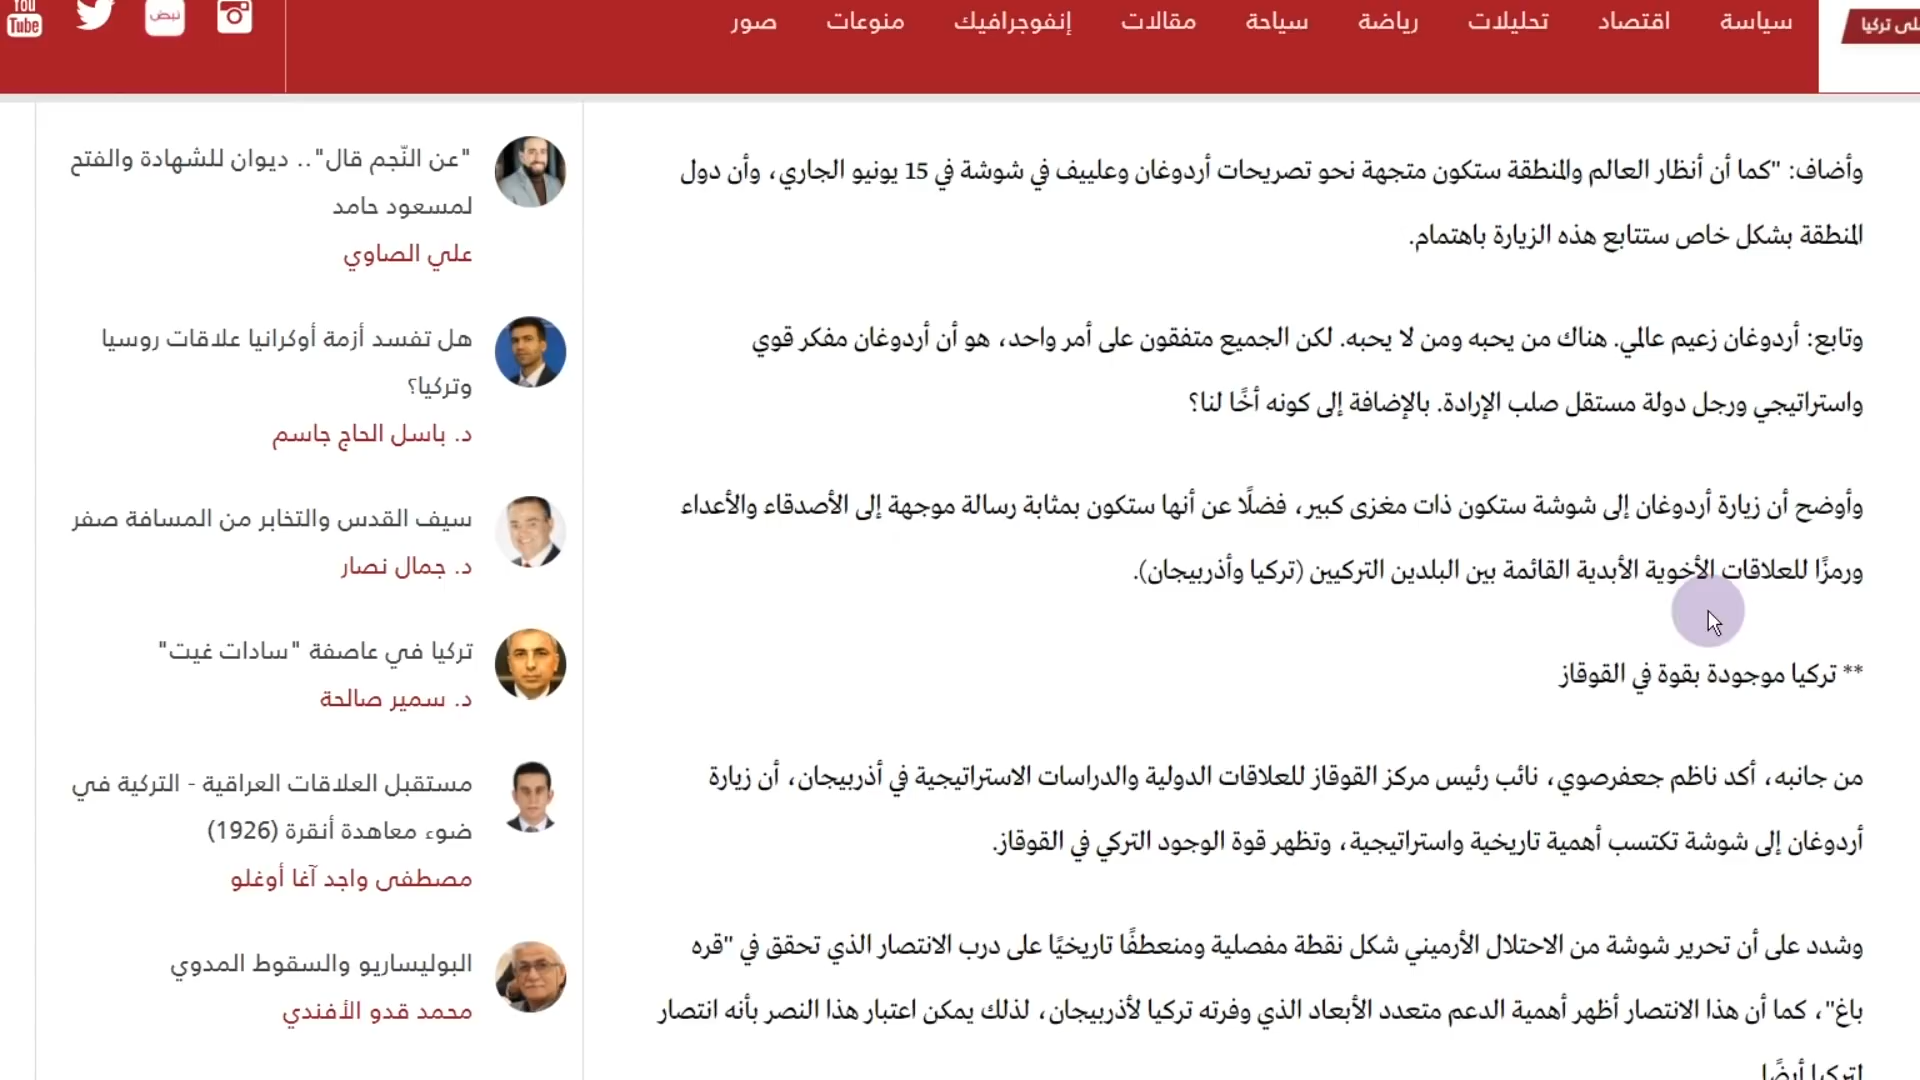 لى تركيا
سياسة
اقتصاد
تحليلات
رياضة
سياحة
مقالات
إنفوجرافيك
منوعات
صور
نبض
You
Tube
وأضاف: "كما أن أنظار العالم والمنطقة ستكون متجهة نحو تصريحات أردوغان وعلييف في شوشة في 15 يونيو الجاري، وأن دول
المنطقة بشكل خاص ستتابع هذه الزيارة باهتمام.
وتابع: أردوغان زعيم عالمي. هناك من يحبه ومن لا يحبه. لكن الجميع متفقون على أمر واحد، هو أن أردوغان مفكر قوي
واستراتيجي ورجل دولة مستقل صلب الإرادة. بالإضافة إلى كونه أخًا لنا؟
وأوضح أن زيارة أردوغان إلى شوشة ستكون ذات مغزى كبير، فضلًا عن أنها ستكون بمثابة رسالة موجهة إلى الأصدقاء والأعداء
ورمزًا للعلاقات الأخوية الأبدية القائمة بين البلدين التركيين (تركيا وأذربيجان).
** تركيا موجودة بقوة في القوقاز
من جانبه، أكد ناظم جعفرصوي، نائب رئيس مركز القوقاز للعلاقات الدولية والدراسات الاستراتيجية في أذربيجان، أن زيارة
أردوغان إلى شوشة تكتسب أهمية تاريخية واستراتيجية، وتظهر قوة الوجود التركي في القوقاز.
وشدد على أن تحرير شوشة من الاحتلال الأرميني شكل نقطة مفصلية ومنعطفًا تاريخيًا على درب الانتصار الذي تحقق في "قره
باغ"، كما أن هذا الانتصار أظهر أهمية الدعم متعدد الأبعاد الذي وفرته تركيا لأذربيجان، لذلك يمكن اعتبار هذا النصر بأنه انتصار
لتركيا أيضًا
"عن النّجم قال".. ديوان للشهادة والفتح
لمسعود حامد
علي الصاوي
هل تفسد أزمة أوكرانيا علاقات روسيا
وتركيا؟
د. باسل الحاج جاسم
سيف القدس والتخابر من المسافة صفر
د. جمال نصار
تركيا في عاصفة "سادات غيت"
د. سمير صالحة
مستقبل العلاقات العراقية - التركية في
ضوء معاهدة أنقرة (1926)
مصطفى واجد آغا أوغلو
البوليساريو والسقوط المدوي
محمد قدو الأفندي